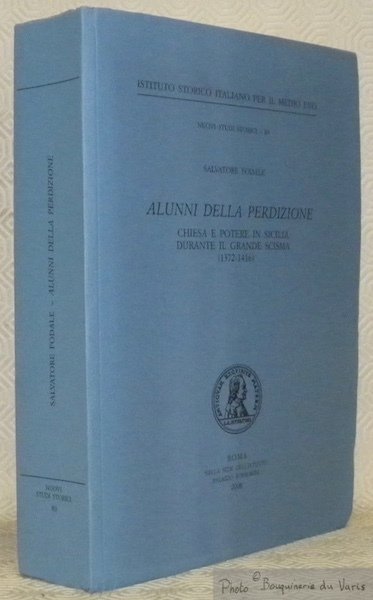 ISTITUTO STORICO ITALIANO PER IL MEDIO EVO
NUOVI STUDI STORICI - 80
SALVATORE FODALE
ALUNNI DELLA PERDIZIONE
CHIESA E POTERE IN SICILIA
DURANTE IL GRANDE SCISMA
(1372-1416)
ROMA
NELLA SEDE DELL'ISTITUTO
PALAZZO BORROMINI
2008
SALVATORE FODALE - ALUNNI DELLA PERDIZIONE
NUOVI
STUDI STORICI
80
Photo © Bouquinerie du Varis